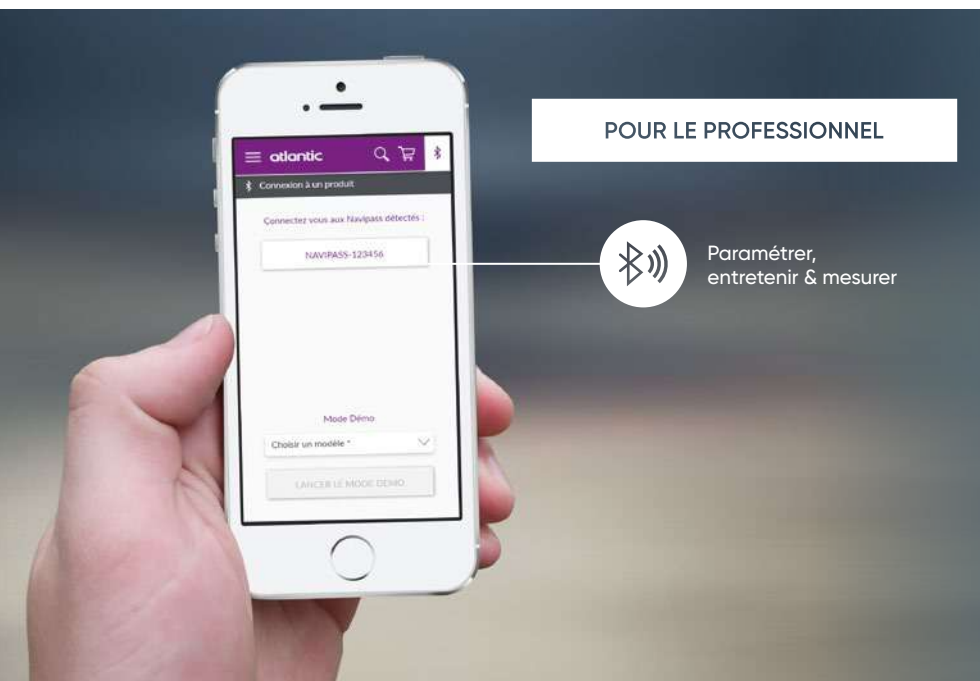 atlantic
Connexion à un produit
Connectez vous aux Navipass détectés :
NAVIPASS-123456
Mode Démo
Choisir un modèle *
LANCER LE MODE DEMO
POUR LE PROFESSIONNEL
Paramétrer,
entretenir & mesurer